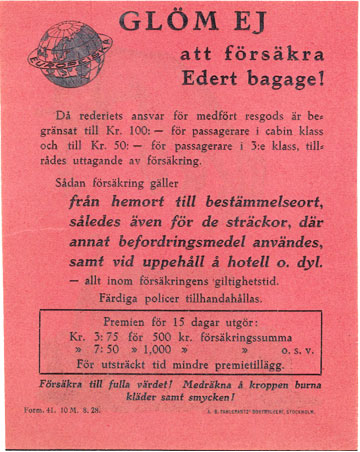 EUROPEISKA
GLÖM EJ
att försäkra
Edert bagage!
Då rederiets ansvar för medfört resgods är be-
gränsat till Kr. 100: — för passagerare i cabin klass
och till Kr. 50: — för passagerare i 3:e klass, till-
rådes uttagande av försäkring.
Sådan försäkring gäller
från hemort till bestämmelseort,
således även för de sträckor, där
annat befordringsmedel användes,
samt vid uppehåll å hotell o. dyl.
— allt inom försäkringens giltighetstid.
Färdiga policer tillhandahållas.
Premien för 15 dagar utgör:
Kr. 3: 75 för 500 kr. försäkringssumma
» 7: 50 » 1,000 » » o. s. v.
För utsträckt tid mindre premietillägg.
Försäkra till fulla värdet! Medräkna å kroppen burna
kläder samt smycken!
Form. 41. 10 M. 8. 28.
BOKTRYCKERI, STOCKHOLM.